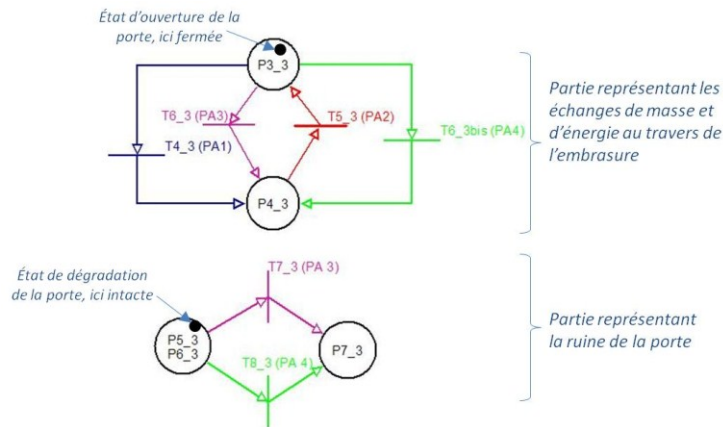 État d'ouverture de la
porte, ici fermée
P3_3
T6_3 (PA3)
T5_3 (PA2)
T4_3 (PA1)
T6_3bis (PA4)
P4_3
Partie représentant les
échanges de masse et
d'énergie au travers de
l'embrasure
État de dégradation
de la porte, ici intacte
T7_3 (PA 3)
P5_3
P6_3
P7_3
T8_3 (PA 4)
Partie représentant
la ruine de la porte